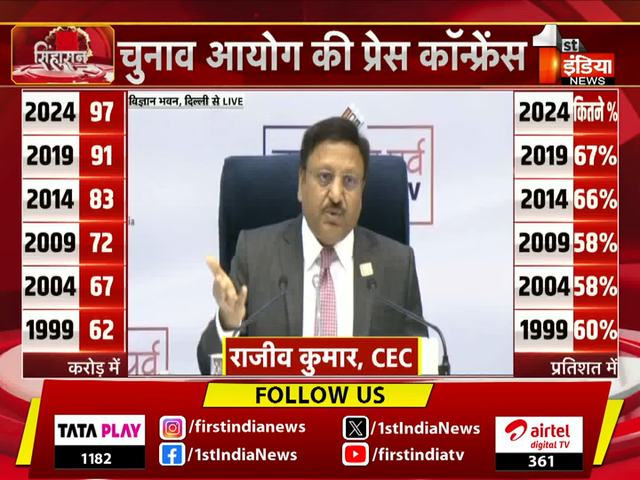 सिंहासन
चुनाव आयोग की प्रेस कॉन्फ्रेंस
1st
इंडिया
NEWS
विज्ञान भवन, दिल्ली से LIVE
2024 97
2019 91
2014 83
2009 72
2004 67
1999 62
करोड़ में
2024 कितने %
2019 67%
2014 66%
2009 58%
2004 58%
1999 60%
प्रतिशत में
राजीव कुमार, CEC
FOLLOW US
TATA PLAY
1182
/firstindianews
/1stIndiaNews
/1stIndiaNews
/firstindiatv
airtel
digital TV
361